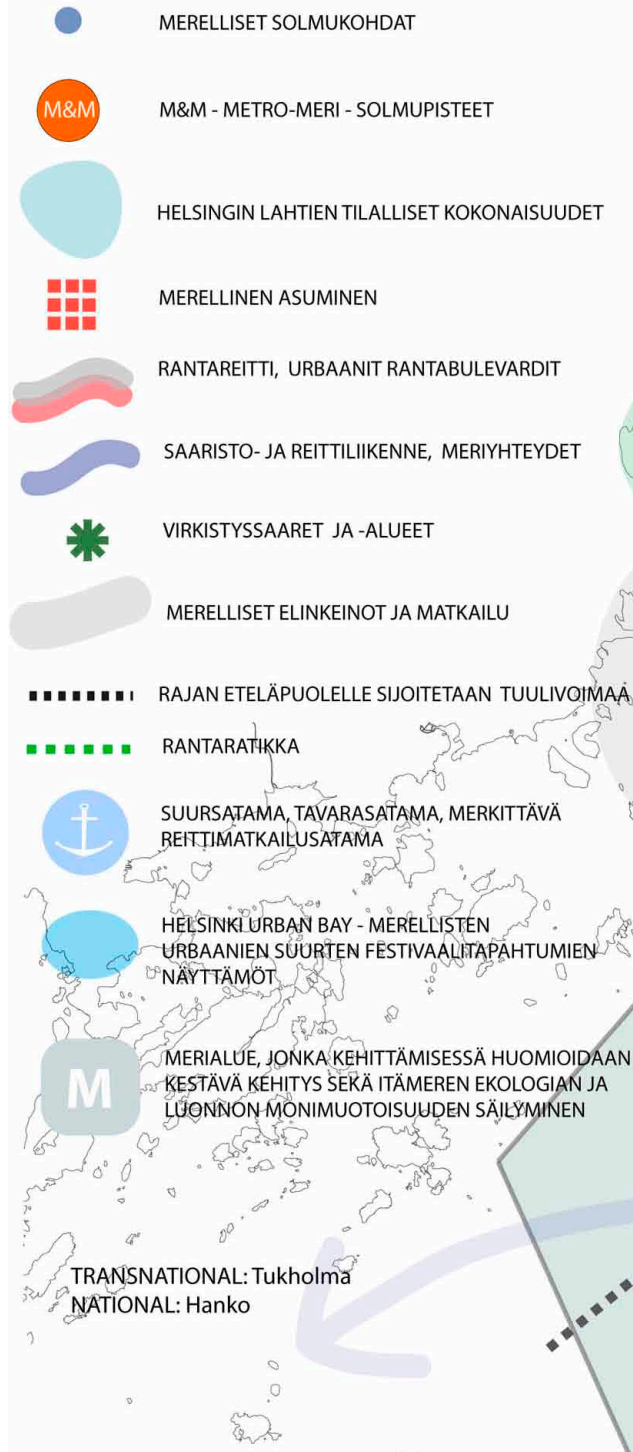 MERELLISET SOLMUKOHDAT
M&M
M&M - METRO-MERI - SOLMUPISTEET
HELSINGIN LAHTIEN TILALLISET KOKONAISUUDET
MERELLINEN ASUMINEN
RANTAREITTI, URBAANIT RANTABULEVARDIT
SAARISTO- JA REITTILIIKENNE, MERIYHTEYDET
VIRKISTYSSAARET JA -ALUEET
MERELLISET ELINKEINOT JA MATKAILU
RAJAN ETELÄPUOLELLE SIJOITETAAN TUULIVOIMAA
RANTARATIKKA
SUURSATAMA, TAVARASATAMA, MERKITTÄVÄ
REITTIMATKAILUSATAMA
HELSINKI URBAN BAY - MERELLISTEN
URBAANIEN SUURTEN FESTIVAALITAPAHTUMIEN
NÄYTTÄMÖT
M
MERIALUE, JONKA KEHITTÄMISESSÄ HUOMIOIDAAN
KESTÄVÄ KEHITYS SEKÄ ITÄMEREN EKOLOGIAN JA
LUONNON MONIMUOTOISUUDEN SÄILYMINEN
TRANSNATIONAL: Tukholma
NATIONAL: Hanko